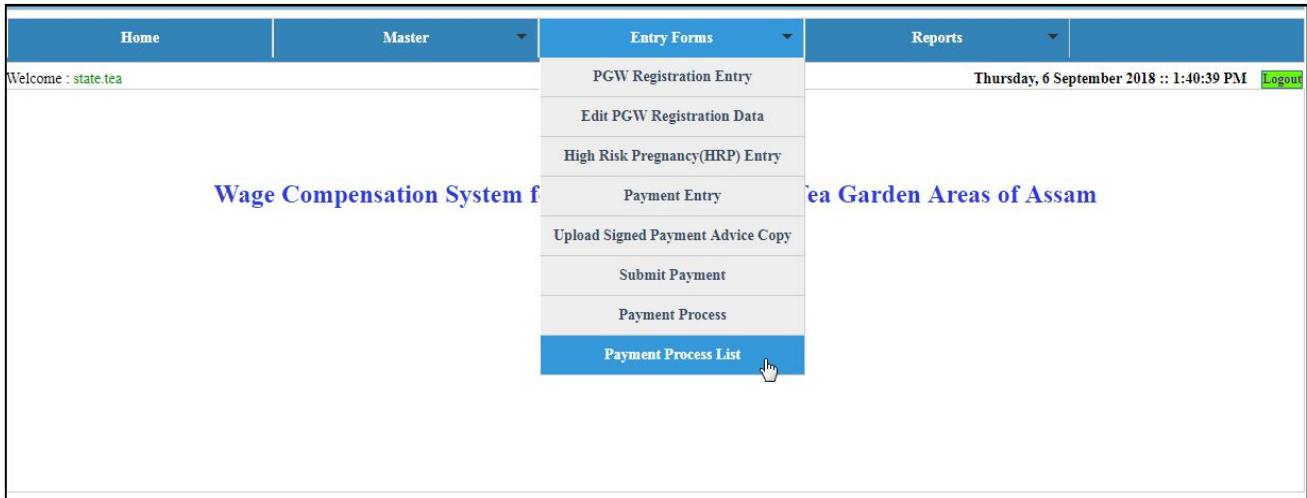 Home Master Entry Forms Reports
Welcome : state.tea Thursday, 6 September 2018 :: 1:40:39 PM Logout
PGW Registration Entry
Edit PGW Registration Data
High Risk Pregnancy(HRP) Entry
Wage Compensation System f ea Garden Areas of Assam
Payment Entry
Upload Signed Payment Advice Copy
Submit Payment
Payment Process
Payment Process List